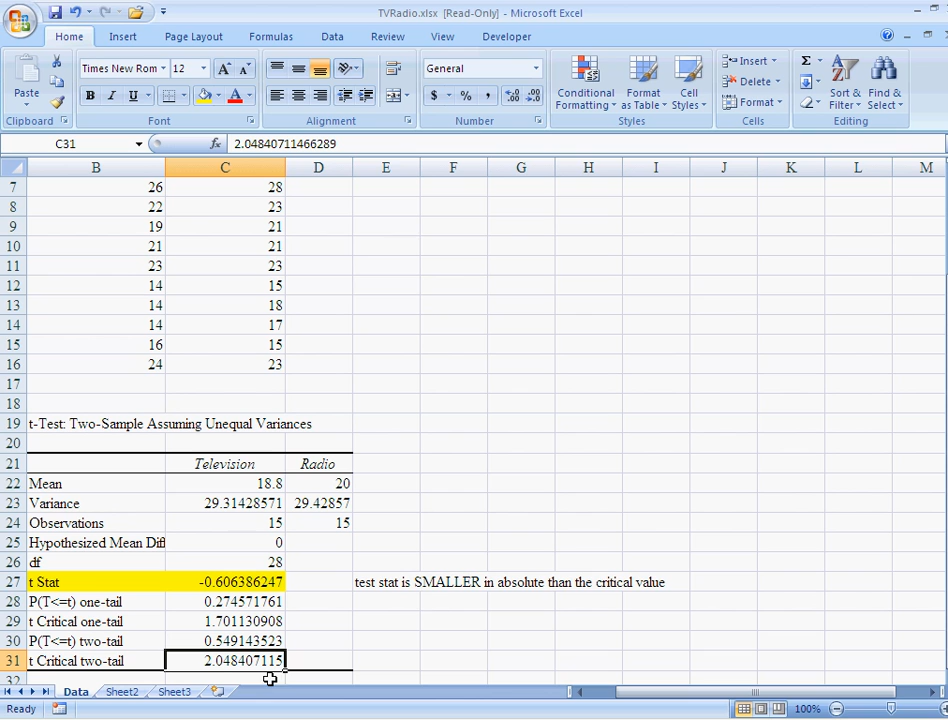 TVRadio.xlsx [Read-Only] - Microsoft Excel
Home Insert Page Layout Formulas Data Review View Developer
Paste
Clipboard
Times New Rom 12
A A
B I U A
Font
Alignment
General
$ % , .00 .0
Number
Conditional Formatting
Format as Table
Cell Styles
Styles
Insert
Delete
Format
Cells
Σ
Sort & Filter
Find & Select
Editing
C31 fx 2.04840711466289
B C D E F G H I J K L M
7 26 28
8 22 23
9 19 21
10 21 21
11 23 23
12 14 15
13 14 18
14 14 17
15 16 15
16 24 23
17
18
19 t-Test: Two-Sample Assuming Unequal Variances
20
21 Television Radio
22 Mean 18.8 20
23 Variance 29.31428571 29.42857
24 Observations 15 15
25 Hypothesized Mean Diff 0
26 df 28
27 t Stat -0.606386247 test stat is SMALLER in absolute than the critical value
28 P(T<=t) one-tail 0.274571761
29 t Critical one-tail 1.701130908
30 P(T<=t) two-tail 0.549143523
31 t Critical two-tail 2.048407115
32
Data Sheet2 Sheet3
Ready 100%